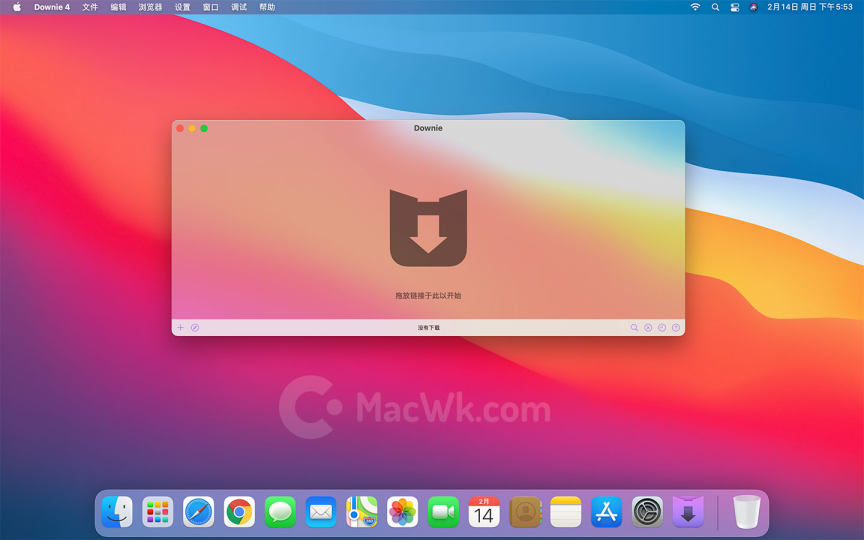 Downie 4 文件 编辑 浏览器 设置 窗口 调试 帮助 2月14日 周日 下午5:53
Downie
拖放链接于此以开始
没有下载
MacWk.com
2月
14